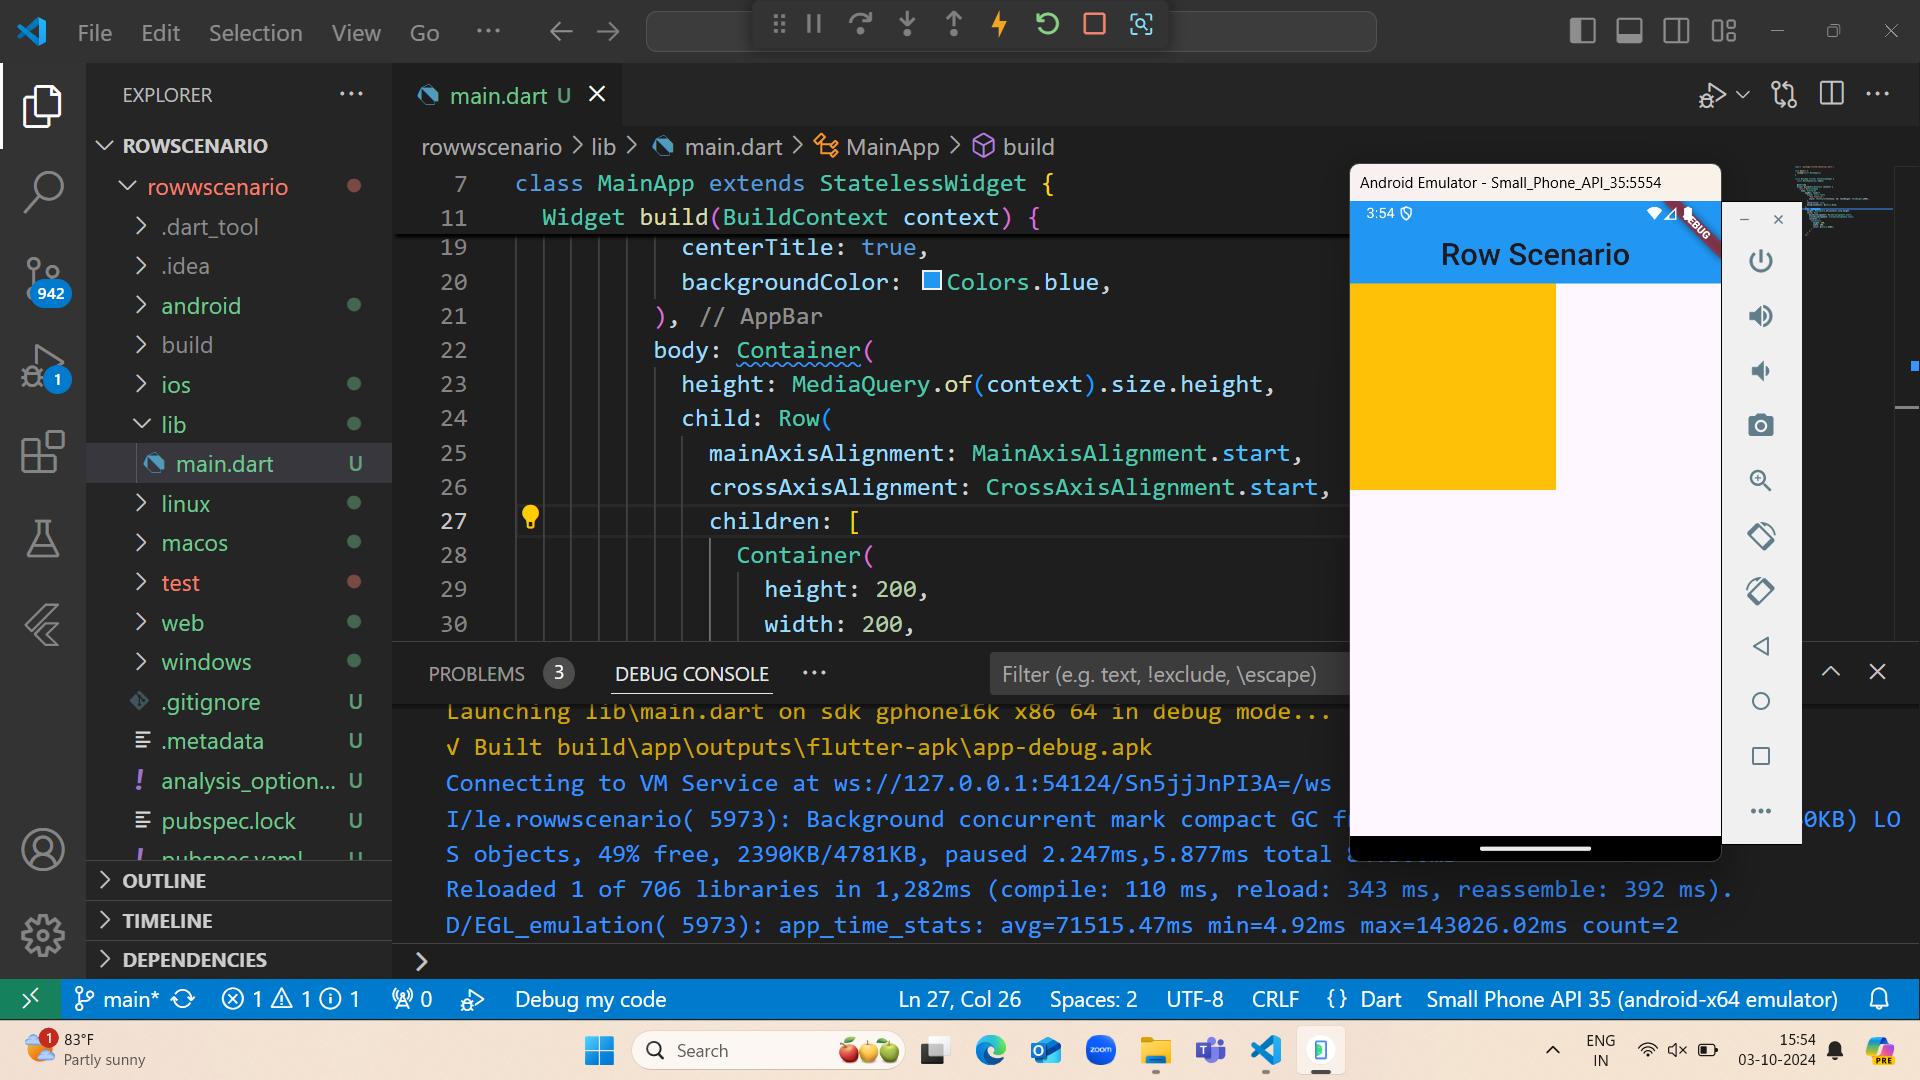 File Edit Selection View Go ...
EXPLORER ...
ROWSCENARIO
rowwscenario
.dart_tool
.idea
android
build
ios
lib
main.dart U
linux
macos
test
web
windows
.gitignore U
.metadata U
analysis_option... U
pubspec.lock U
pubspec.yaml U
OUTLINE
TIMELINE
DEPENDENCIES
942
1
main.dart U
rowwscenario > lib > main.dart > MainApp > build
7 class MainApp extends StatelessWidget {
11 Widget build(BuildContext context) {
19 centerTitle: true,
20 backgroundColor: Colors.blue,
21 ), // AppBar
22 body: Container(
23 height: MediaQuery.of(context).size.height,
24 child: Row(
25 mainAxisAlignment: MainAxisAlignment.start,
26 crossAxisAlignment: CrossAxisAlignment.start,
27 children: [
28 Container(
29 height: 200,
30 width: 200,
Android Emulator - Small_Phone_API_35:5554
3:54
DEBUG
Row Scenario
PROBLEMS 3 DEBUG CONSOLE ... Filter (e.g. text, !exclude, \escape)
Launching lib\main.dart on sdk gphone16k x86 64 in debug mode...
√ Built build\app\outputs\flutter-apk\app-debug.apk
Connecting to VM Service at ws://127.0.0.1:54124/Sn5jjJnPI3A=/ws
I/le.rowwscenario( 5973): Background concurrent mark compact GC 0KB) LO
S objects, 49% free, 2390KB/4781KB, paused 2.247ms,5.877ms total
Reloaded 1 of 706 libraries in 1,282ms (compile: 110 ms, reload: 343 ms, reassemble: 392 ms).
D/EGL_emulation( 5973): app_time_stats: avg=71515.47ms min=4.92ms max=143026.02ms count=2
main* 1 1 1 0 Debug my code Ln 27, Col 26 Spaces: 2 UTF-8 CRLF {} Dart Small Phone API 35 (android-x64 emulator)
1 83°F
Partly sunny
Search
zoom
ENG
IN
15:54
03-10-2024
PRE